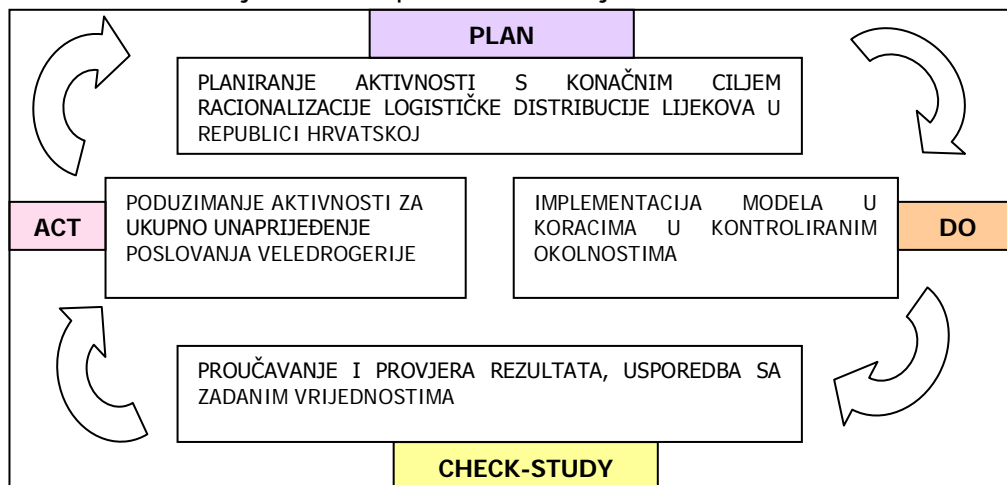 PLAN
PLANIRANJE AKTIVNOSTI S KONAČNIM CILJEM
RACIONALIZACIJE LOGISTIČKE DISTRIBUCIJE LIJEKOVA U
REPUBLICI HRVATSKOJ
ACT
PODUZIMANJE AKTIVNOSTI ZA
UKUPNO UNAPRIJEĐENJE
POSLOVANJA VELEDROGERIJE
IMPLEMENTACIJA MODELA U
KORACIMA U KONTROLIRANIM
OKOLNOSTIMA
DO
PROUČAVANJE I PROVJERA REZULTATA, USPOREDBA SA
ZADANIM VRIJEDNOSTIMA
CHECK-STUDY